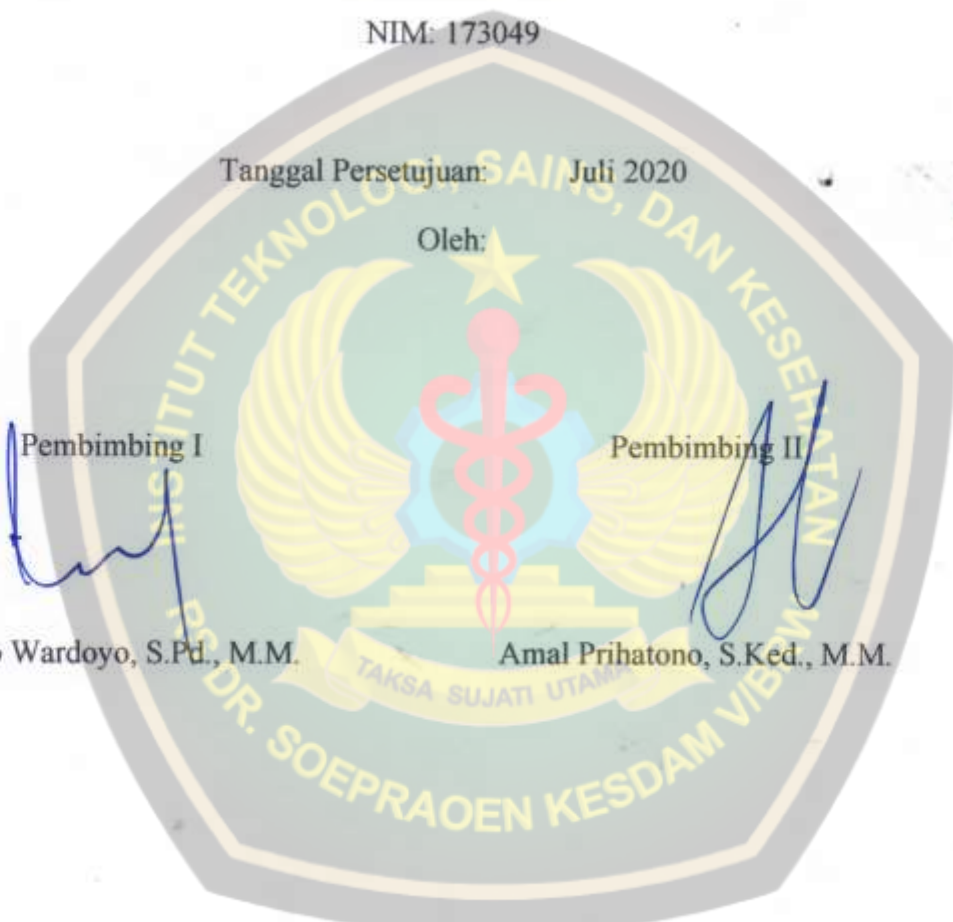 NIM: 173049
Tanggal Persetujuan: Juli 2020
Oleh:
Pembimbing I Pembimbing II
Wardoyo, S.Pd., M.M. Amal Prihatono, S.Ked., M.M.
INSTITUT TEKNOLOGI, SAINS, DAN KESEHATAN
TAKSA SUJATI UTAMA
RS DR. SOEPRAOEN KESDAM V/BRW